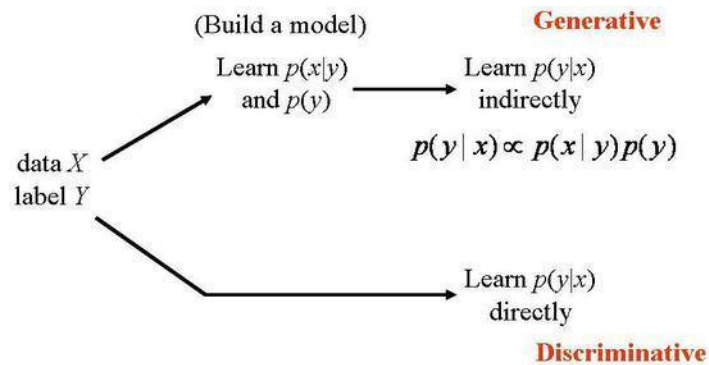 (Build a model)
Generative
Learn p(x|y)
and p(y)
Learn p(y|x)
indirectly
p(y|x)∝ p(x|y)p(y)
data X
label Y
Learn p(y|x)
directly
Discriminative